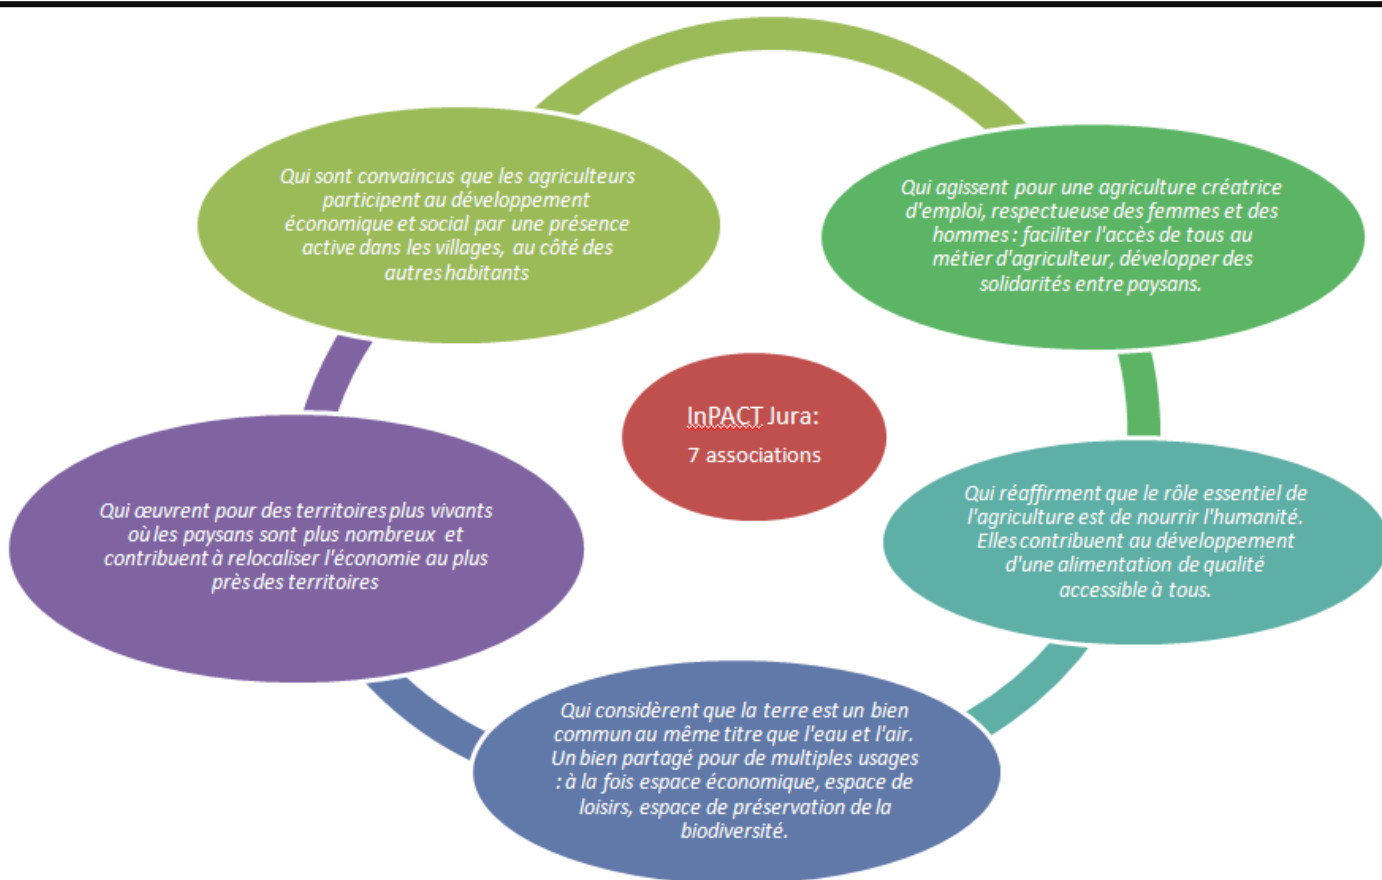 Qui sont convaincus que les agriculteurs
participent au développement
économique et social par une présence
active dans les villages, au côté des
autres habitants
Qui agissent pour une agriculture créatrice
d'emploi, respectueuse des femmes et des
hommes : faciliter l'accès de tous au
métier d'agriculteur, développer des
solidarités entre paysans.
InPACT Jura:
7 associations
Qui réaffirment que le rôle essentiel de
l'agriculture est de nourrir l'humanité.
Elles contribuent au développement
d'une alimentation de qualité
accessible à tous.
Qui œuvrent pour des territoires plus vivants
où les paysans sont plus nombreux et
contribuent à relocaliser l'économie au plus
près des territoires
Qui considèrent que la terre est un bien
commun au même titre que l'eau et l'air.
Un bien partagé pour de multiples usages
: à la fois espace économique, espace de
loisirs, espace de préservation de la
biodiversité.